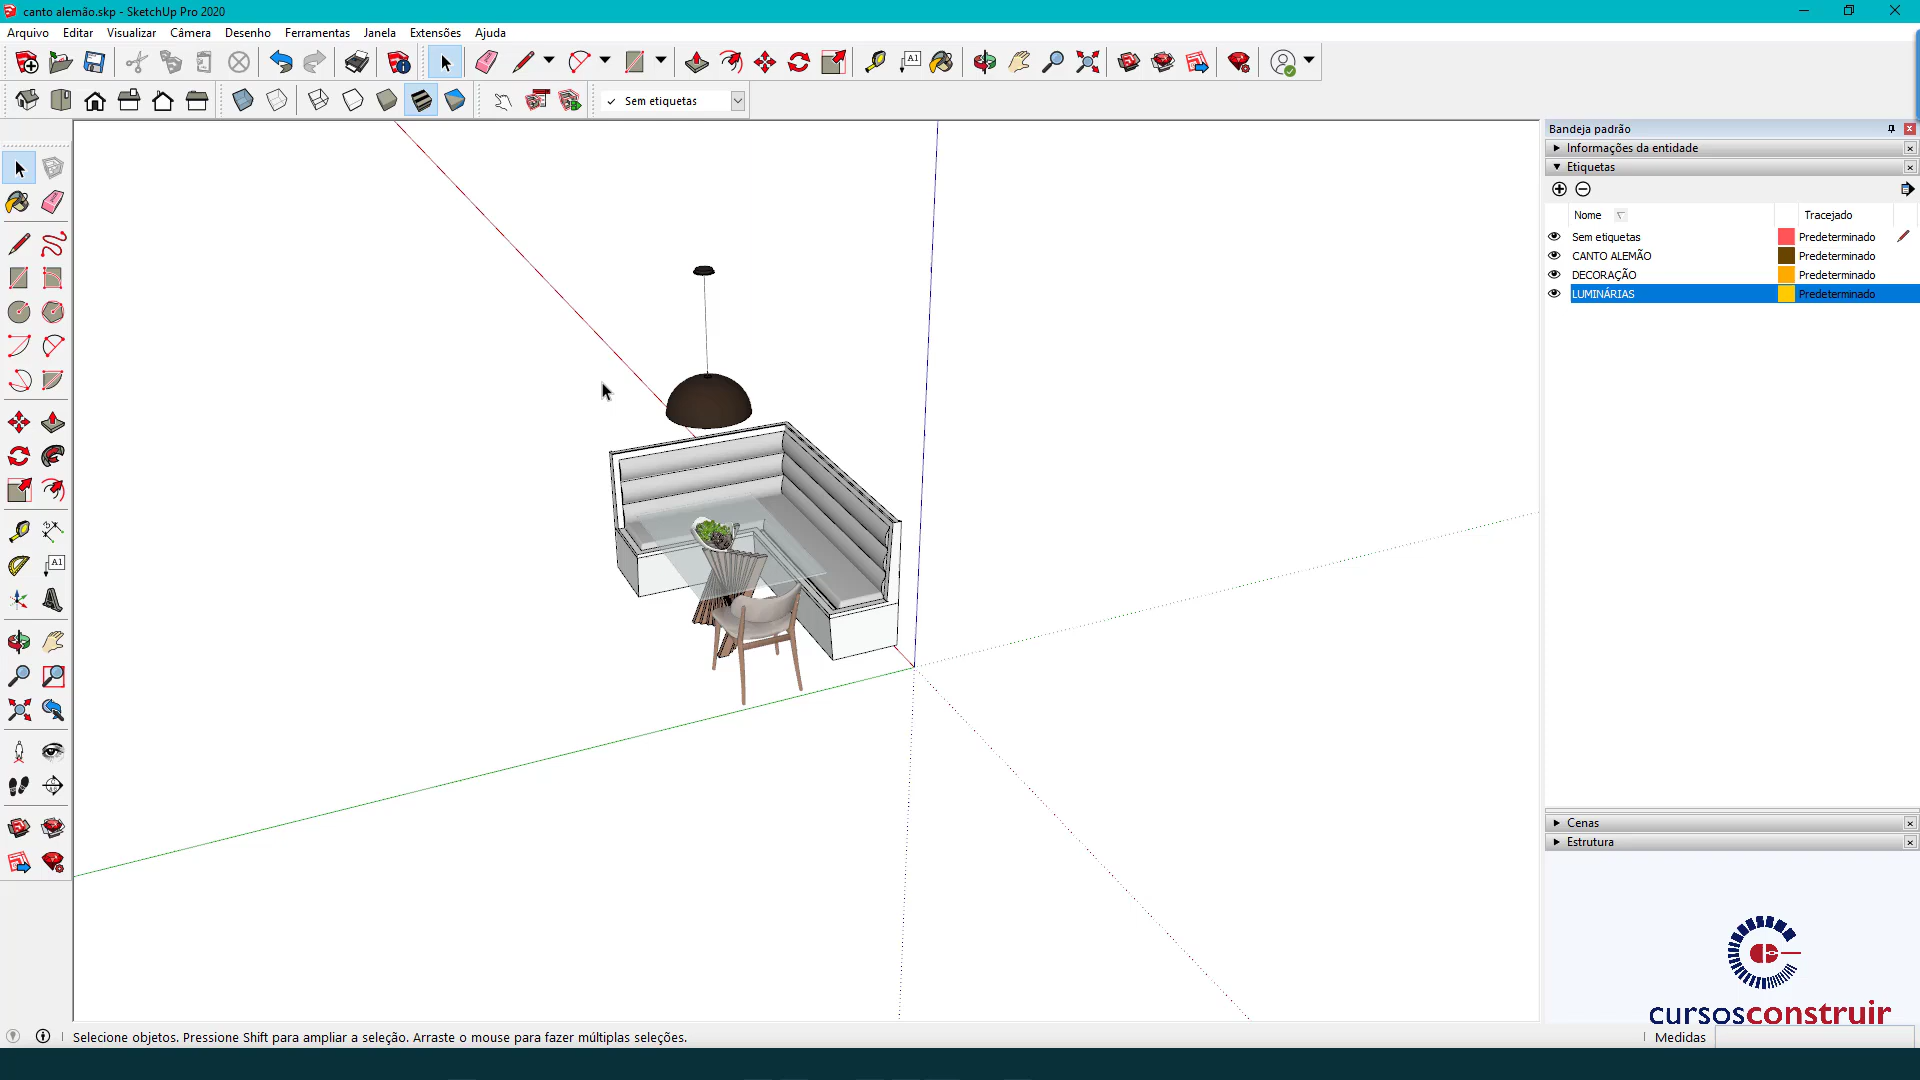 canto alemão.skp - SketchUp Pro 2020
Arquivo Editar Visualizar Câmera Desenho Ferramentas Janela Extensões Ajuda
A1
Sem etiquetas
Bandeja padrão
Informações da entidade
Etiquetas
Nome Tracejado
Sem etiquetas Predeterminado
CANTO ALEMÃO Predeterminado
DECORAÇÃO Predeterminado
LUMINÁRIAS Predeterminado
A1
Cenas
Estrutura
cursosconstruir
Selecione objetos. Pressione Shift para ampliar a seleção. Arraste o mouse para fazer múltiplas seleções.
Medidas